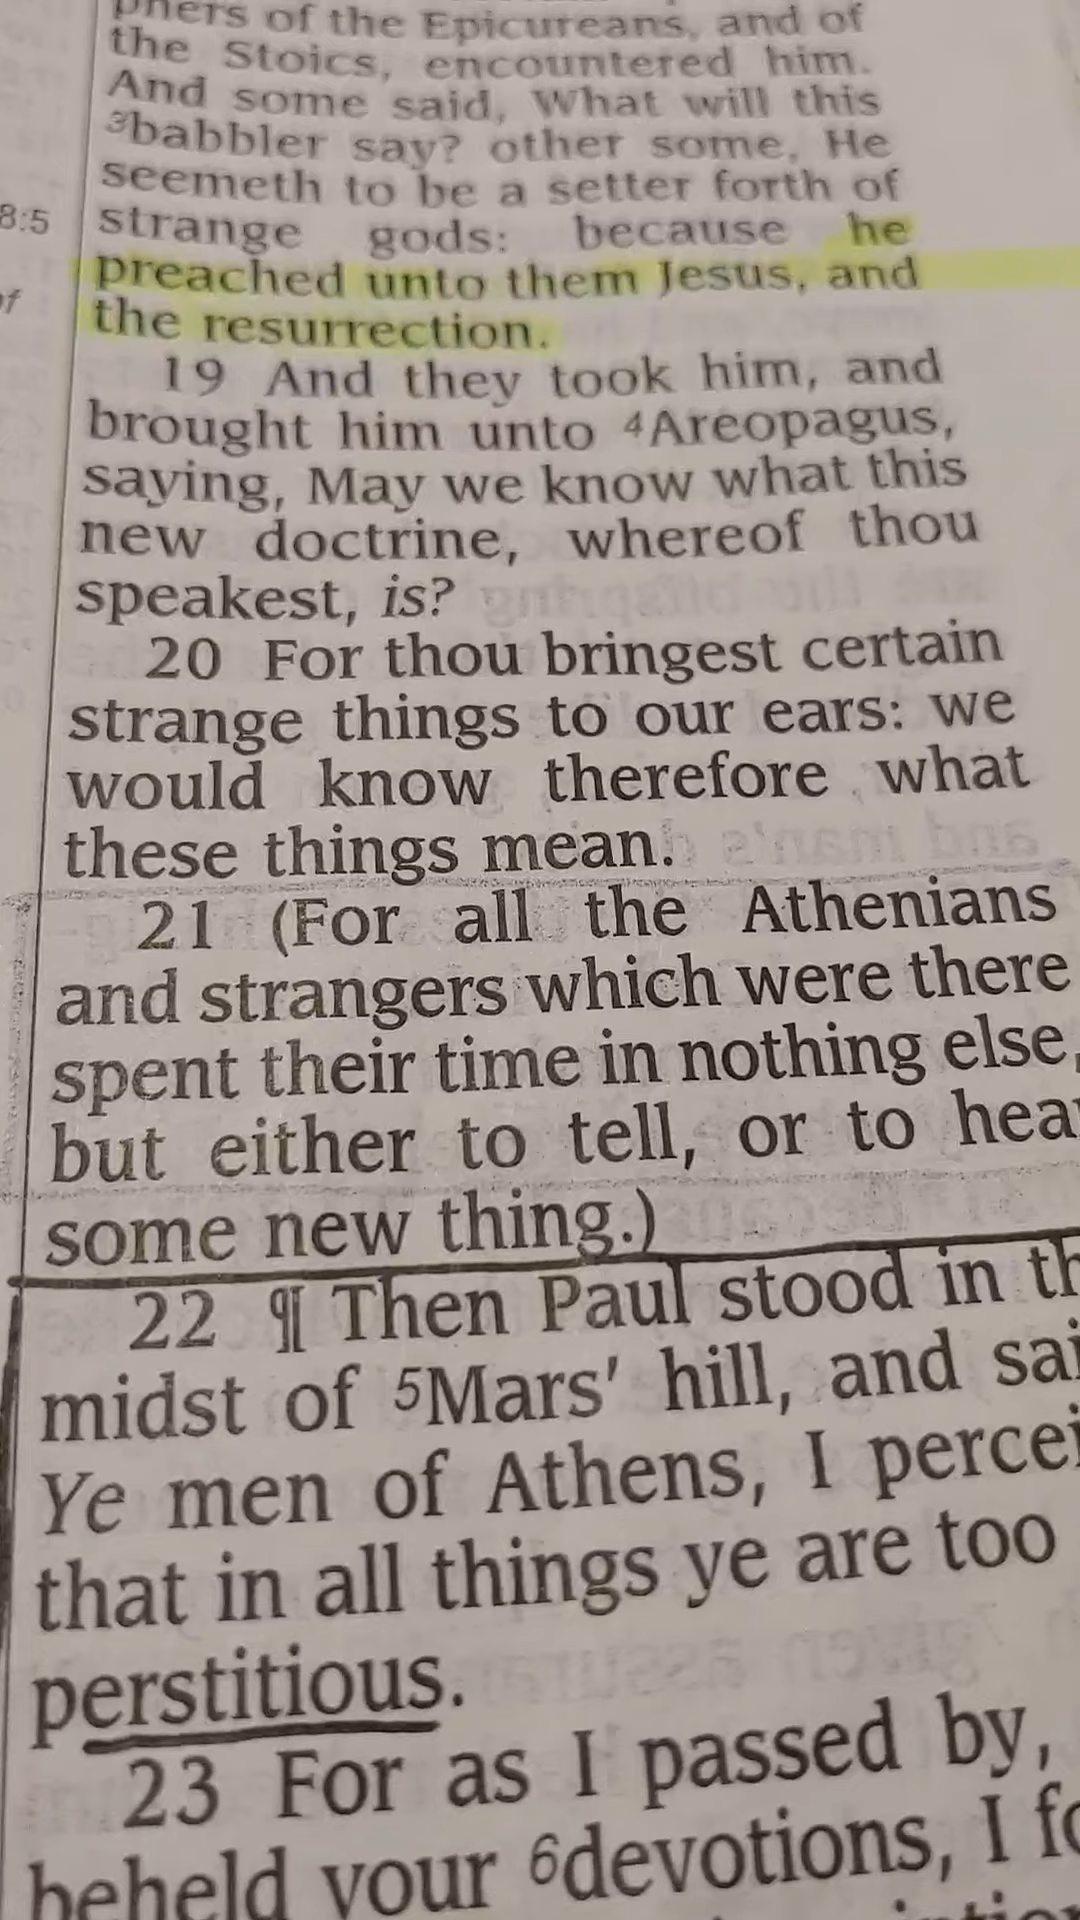 phers of the Epicureans, and of
the Stoics, encountered him.
And some said, What will this
3babbler say? other some, He
seemeth to be a setter forth of
8:5
strange gods: because he
preached unto them Jesus, and
of
the resurrection.
19 And they took him, and
brought him unto 4Areopagus,
saying, May we know what this
new doctrine, whereof thou
speakest, is?
20 For thou bringest certain
strange things to our ears: we
would know therefore what
these things mean.
21 (For all the Athenians
and strangers which were there
spent their time in nothing else,
but either to tell, or to hear
some new thing.)
22 ¶ Then Paul stood in th
midst of 5Mars' hill, and sai
Ye men of Athens, I percei
that in all things ye are too
perstitious.
23 For as I passed by,
beheld your 6devotions, I fo